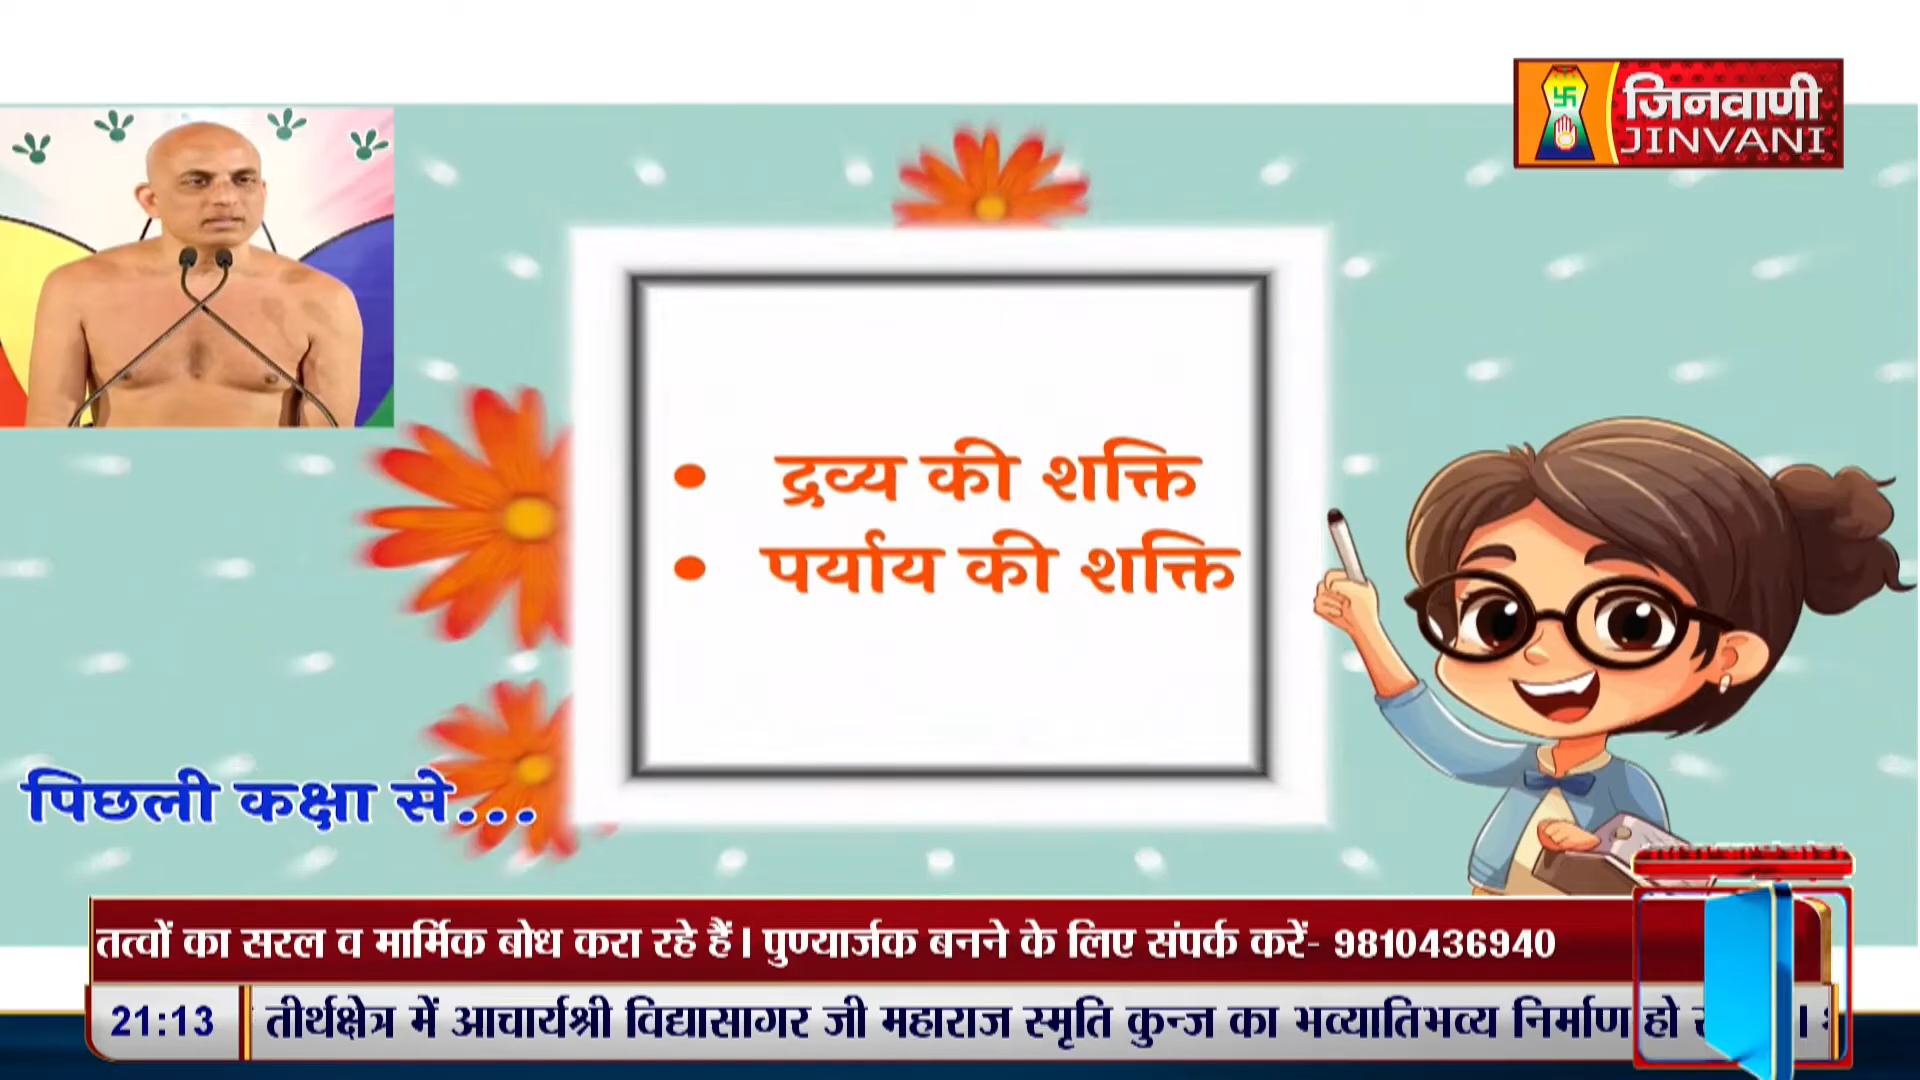 जिनवाणी
JINVANI
• द्रव्य की शक्ति
• पर्याय की शक्ति
पिछली कक्षा से...
तत्वों का सरल व मार्मिक बोध करा रहे हैं। पुण्यार्जक बनने के लिए संपर्क करें- 9810436940
21:13
तीर्थक्षेत्र में आचार्यश्री विद्यासागर जी महाराज स्मृति कुन्ज का भव्यातिभव्य निर्माण हो